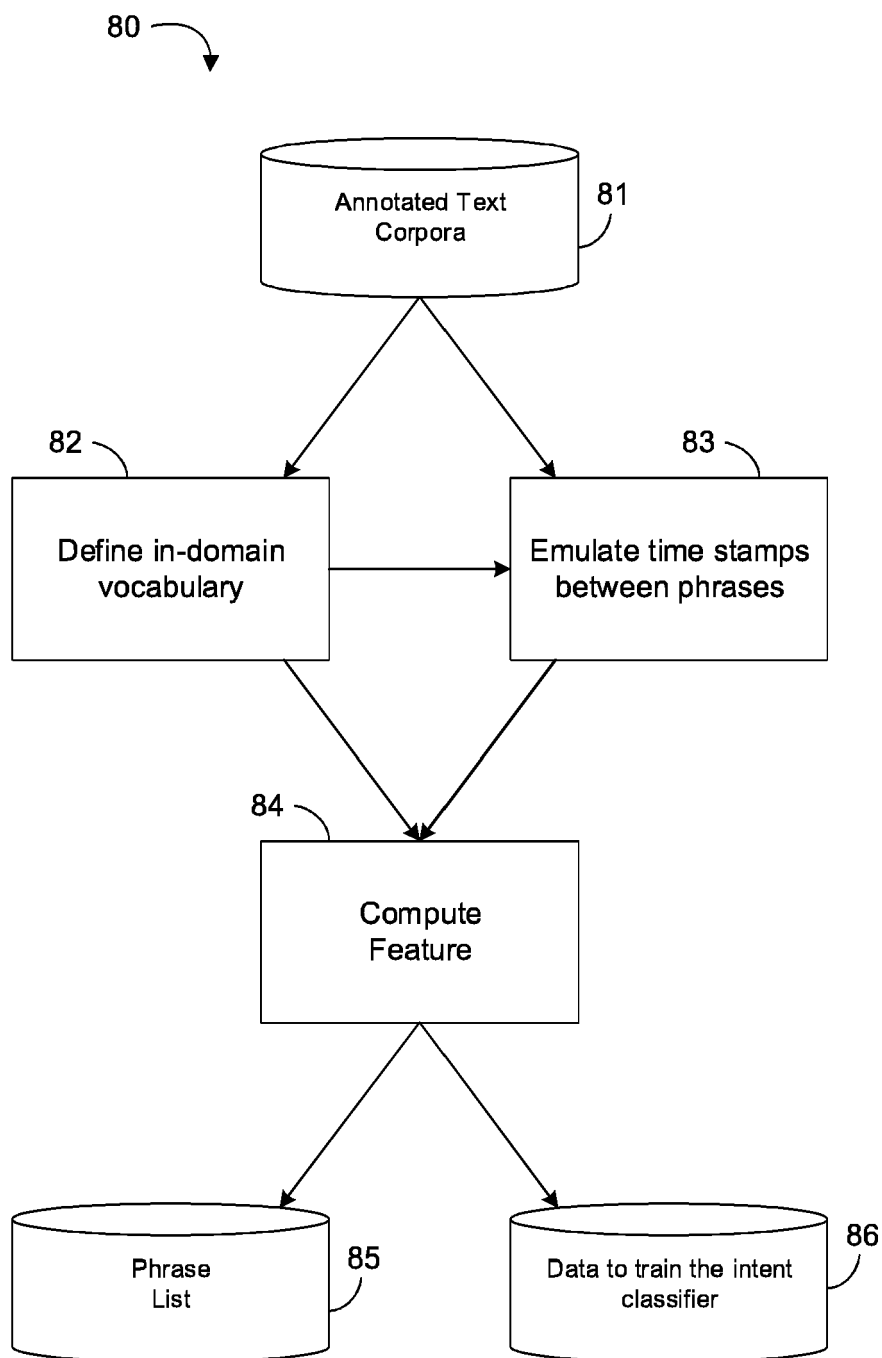 80
Annotated Text
Corpora
81
82
83
Define in-domain
vocabulary
Emulate time stamps
between phrases
84
Compute
Feature
Phrase
List
85
Data to train the intent
classifier
86